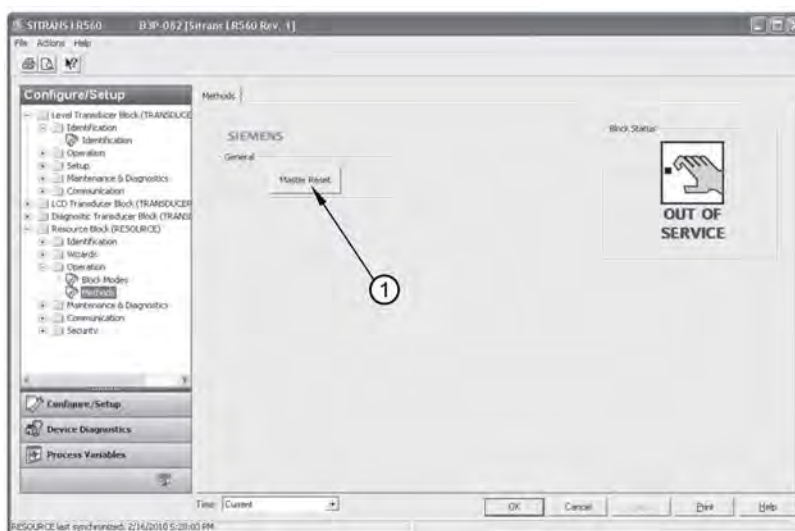 SITRANS LR560 B3P-082 [Sitrans LR560 Rev. 1]
File Actions Help
Configure/Setup
Level Transducer Block (TRANSDUCE
Identification
Identification
Operation
Setup
Maintenance & Diagnostics
Communication
LCD Transducer Block (TRANSDUCER
Diagnostic Transducer Block (TRANS
Resource Block (RESOURCE)
Identification
Wizards
Operation
Block Modes
Methods
Maintenance & Diagnostics
Communication
Security
Configure/Setup
Device Diagnostics
Process Variables
Methods
SIEMENS
General
Master Reset
1
Block Status
OUT OF
SERVICE
Time: Current
OK Cancel Print Help
RESOURCE last synchronized: 2/16/2010 5:28:00 PM